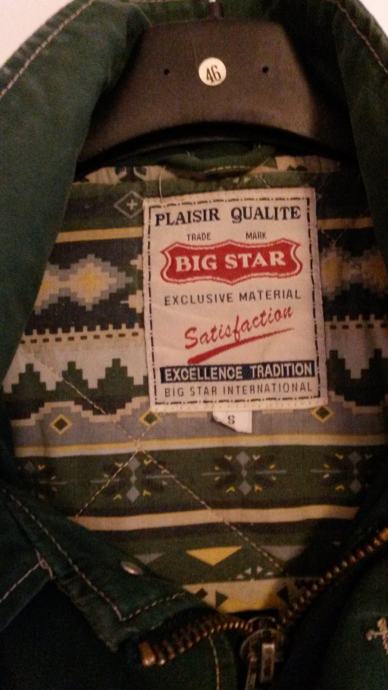 46
PLAISIR QUALITE
TRADE MARK
BIG STAR
EXCLUSIVE MATERIAL
Satisfaction
EXCELLENCE TRADITION
BIG STAR INTERNATIONAL
S